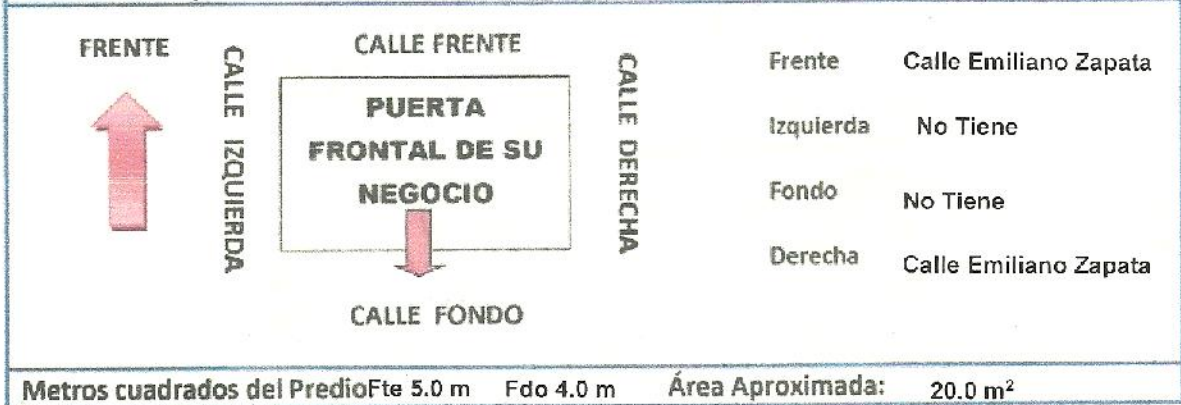 FRENTE
CALLE IZQUIERDA
CALLE FRENTE
PUERTA
FRONTAL DE SU
NEGOCIO
CALLE FONDO
CALLE DERECHA
Frente Calle Emiliano Zapata
Izquierda No Tiene
Fondo No Tiene
Derecha Calle Emiliano Zapata
Metros cuadrados del PredioFte 5.0 m Fdo 4.0 m Área Aproximada: 20.0 m²